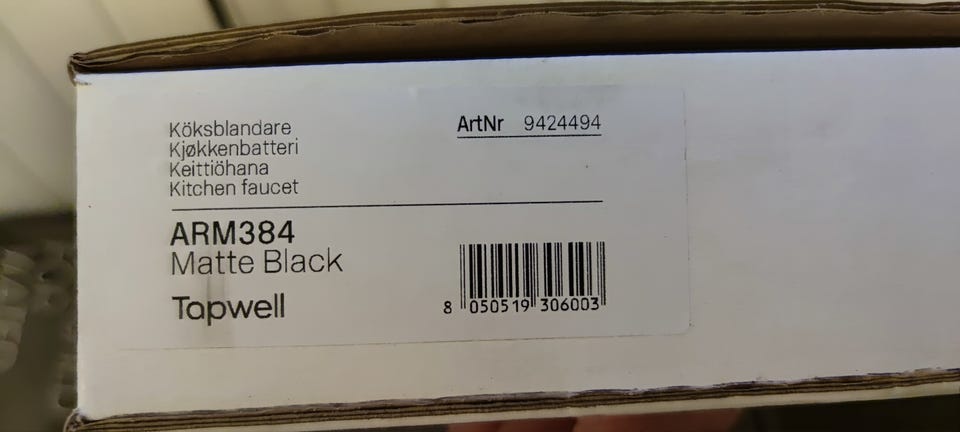 Köksblandare
Kjøkkenbatteri
Keittiöhana
Kitchen faucet
ArtNr 9424494
ARM384
Matte Black
Tapwell
8 050519 306003